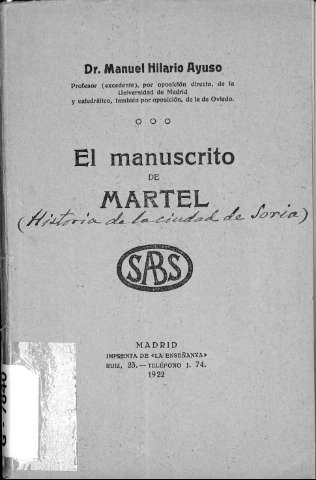 Dr. Manuel Hilario Ayuso
Profesor (excedente), por oposición directa, de la
Universidad de Madrid
y catedrático, también por oposición, de la de Oviedo.
El manuscrito
DE
MARTEL
(Historia de la ciudad de Soria)
SABS
MADRID
IMPRENTA DE «LA ENSEÑANZA»
RUIZ, 25.—TELÉFONO J. 74.
1922